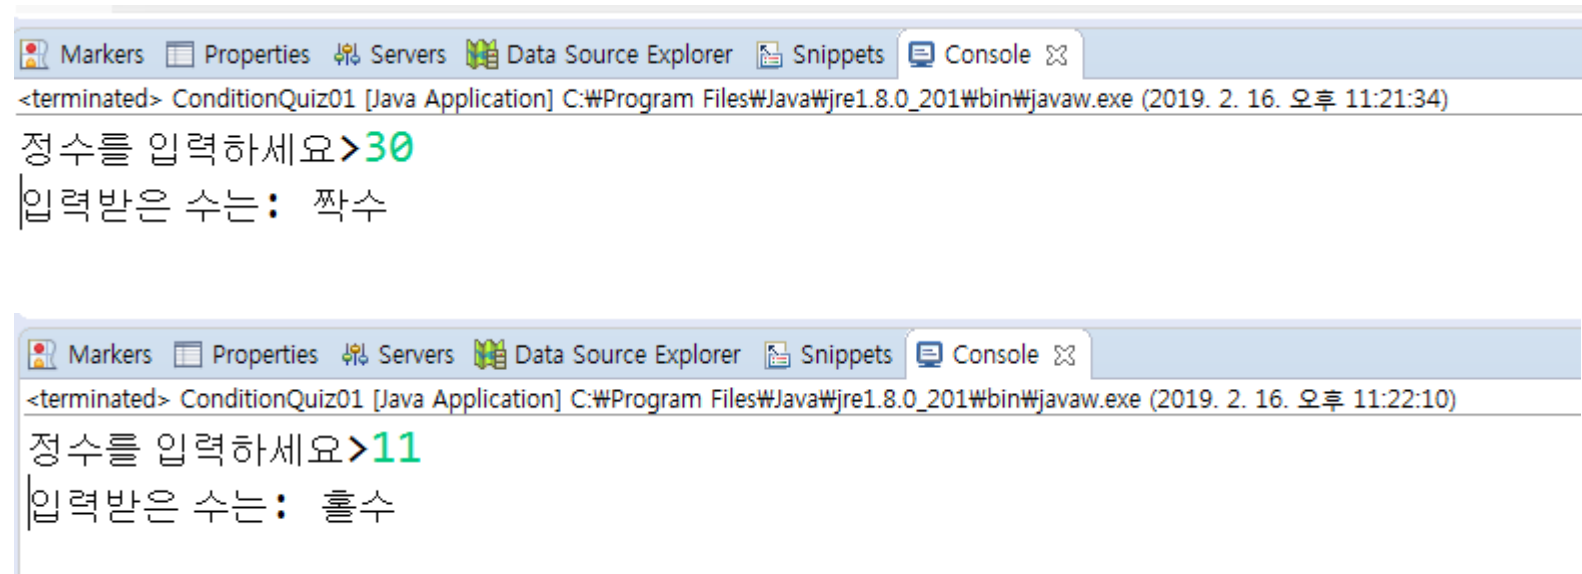 Markers Properties Servers Data Source Explorer Snippets Console
<terminated> ConditionQuiz01 [Java Application] C:₩Program Files₩Java₩jre1.8.0_201₩bin₩javaw.exe (2019. 2. 16. 오후 11:21:34)
정수를 입력하세요>30
입력받은 수는: 짝수
Markers Properties Servers Data Source Explorer Snippets Console
<terminated> ConditionQuiz01 [Java Application] C:₩Program Files₩Java₩jre1.8.0_201₩bin₩javaw.exe (2019. 2. 16. 오후 11:22:10)
정수를 입력하세요>11
입력받은 수는: 홀수